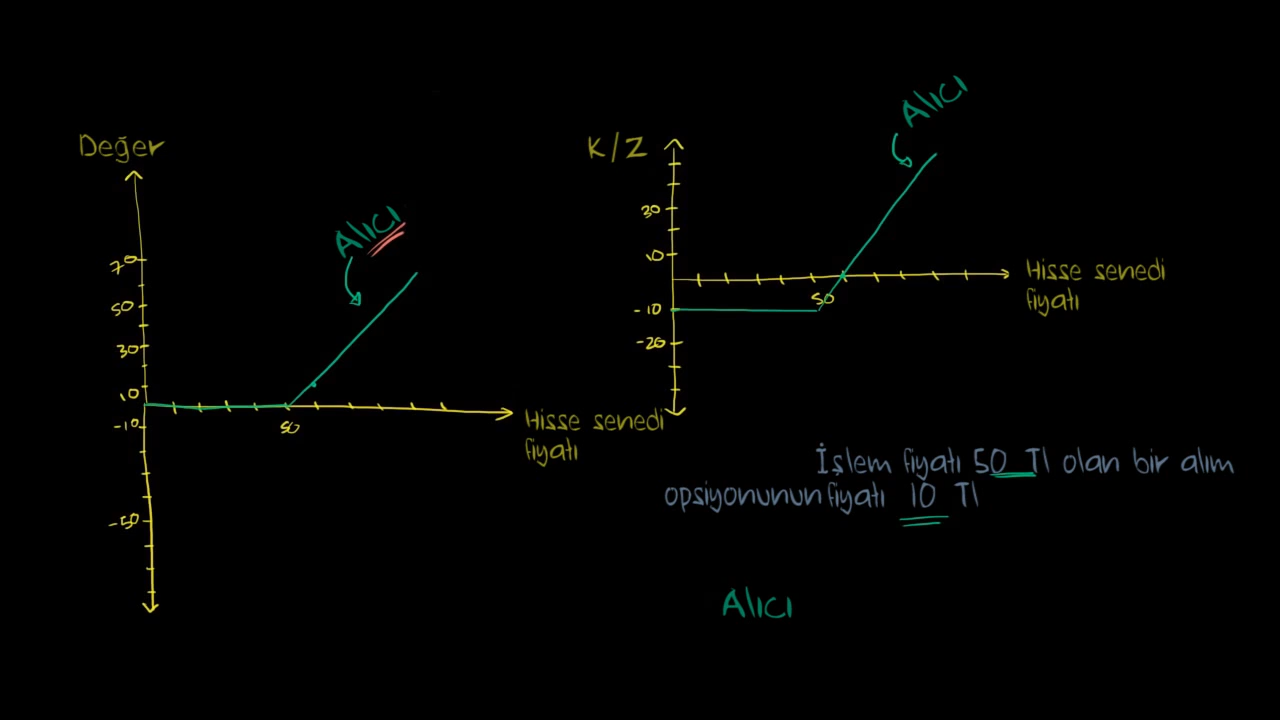 Değer
Alıcı
70
50
30
10
-10
-50
50
Hisse senedi
fiyatı
K/Z
Alıcı
30
10
-10
-20
50
Hisse senedi
fiyatı
İşlem fiyatı 50 Tl olan bir alım
opsiyonunun fiyatı 10 Tl
Alıcı